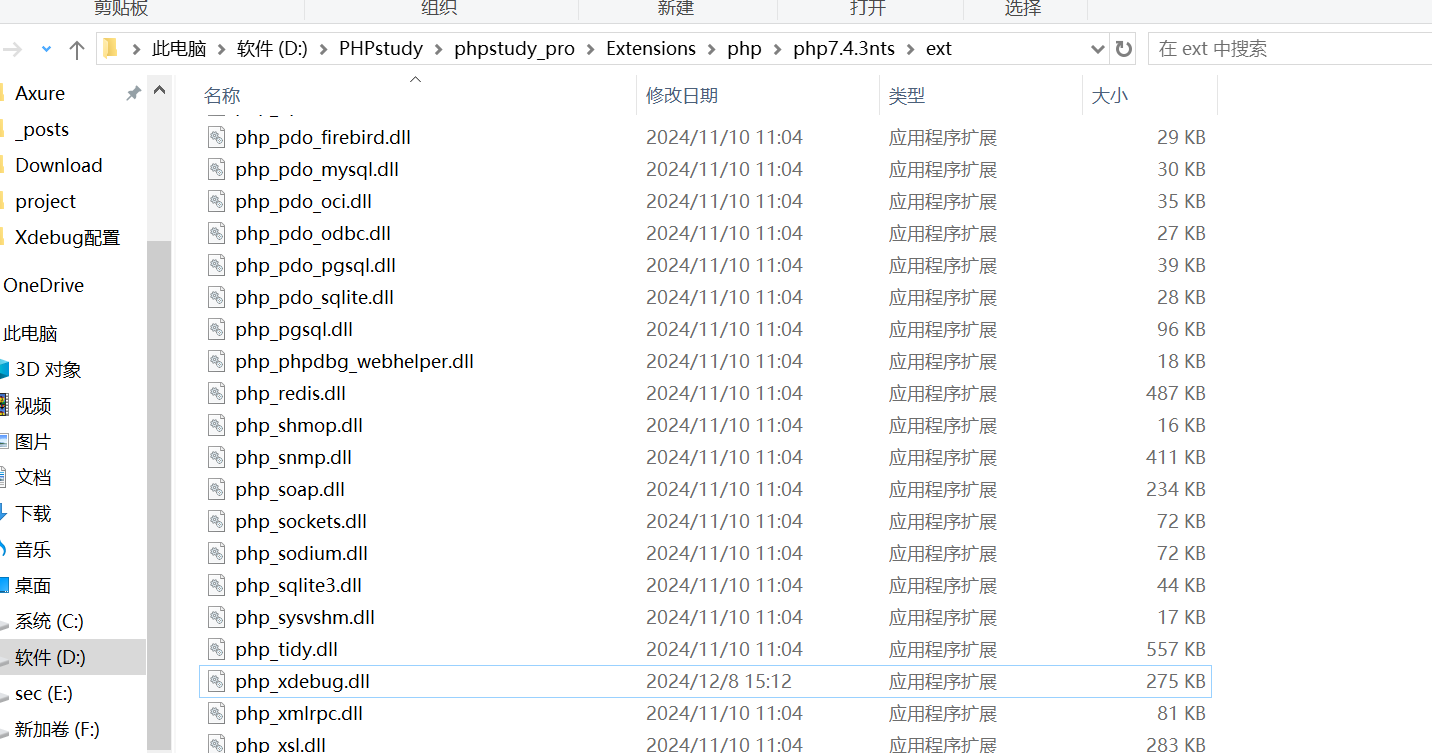 剪贴板 组织 新建 打开 选择
此电脑 软件 (D:) PHPstudy phpstudy_pro Extensions php php7.4.3nts ext 在 ext 中搜索
名称 修改日期 类型 大小
Axure
_posts
Download
project
Xdebug配置
OneDrive
此电脑
3D 对象
视频
图片
文档
下载
音乐
桌面
系统 (C:)
软件 (D:)
sec (E:)
新加卷 (F:)
php_pdo_firebird.dll 2024/11/10 11:04 应用程序扩展 29 KB
php_pdo_mysql.dll 2024/11/10 11:04 应用程序扩展 30 KB
php_pdo_oci.dll 2024/11/10 11:04 应用程序扩展 35 KB
php_pdo_odbc.dll 2024/11/10 11:04 应用程序扩展 27 KB
php_pdo_pgsql.dll 2024/11/10 11:04 应用程序扩展 39 KB
php_pdo_sqlite.dll 2024/11/10 11:04 应用程序扩展 28 KB
php_pgsql.dll 2024/11/10 11:04 应用程序扩展 96 KB
php_phpdbg_webhelper.dll 2024/11/10 11:04 应用程序扩展 18 KB
php_redis.dll 2024/11/10 11:04 应用程序扩展 487 KB
php_shmop.dll 2024/11/10 11:04 应用程序扩展 16 KB
php_snmp.dll 2024/11/10 11:04 应用程序扩展 411 KB
php_soap.dll 2024/11/10 11:04 应用程序扩展 234 KB
php_sockets.dll 2024/11/10 11:04 应用程序扩展 72 KB
php_sodium.dll 2024/11/10 11:04 应用程序扩展 72 KB
php_sqlite3.dll 2024/11/10 11:04 应用程序扩展 44 KB
php_sysvshm.dll 2024/11/10 11:04 应用程序扩展 17 KB
php_tidy.dll 2024/11/10 11:04 应用程序扩展 557 KB
php_xdebug.dll 2024/12/8 15:12 应用程序扩展 275 KB
php_xmlrpc.dll 2024/11/10 11:04 应用程序扩展 81 KB
php_xsl.dll 2024/11/10 11:04 应用程序扩展 283 KB